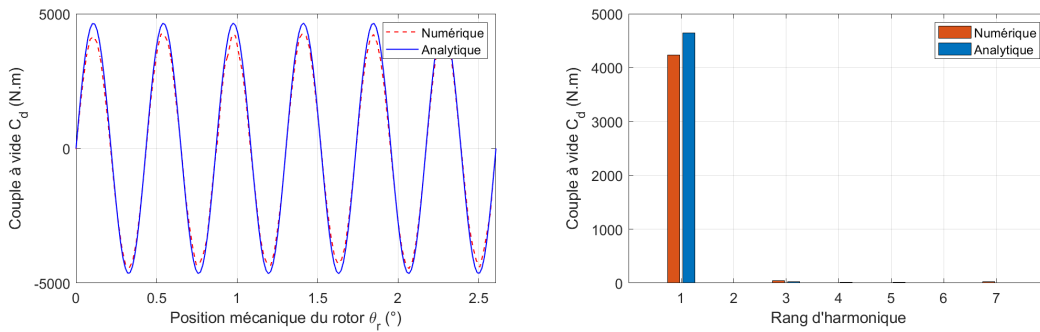 5000
0
-5000
0
0.5
1
1.5
2
2.5
Couple à vide C_d (N.m)
Position mécanique du rotor θ_r (°)
Numérique
Analytique
5000
4000
3000
2000
1000
0
1
2
3
4
5
6
7
Couple à vide C_d (N.m)
Rang d'harmonique
Numérique
Analytique